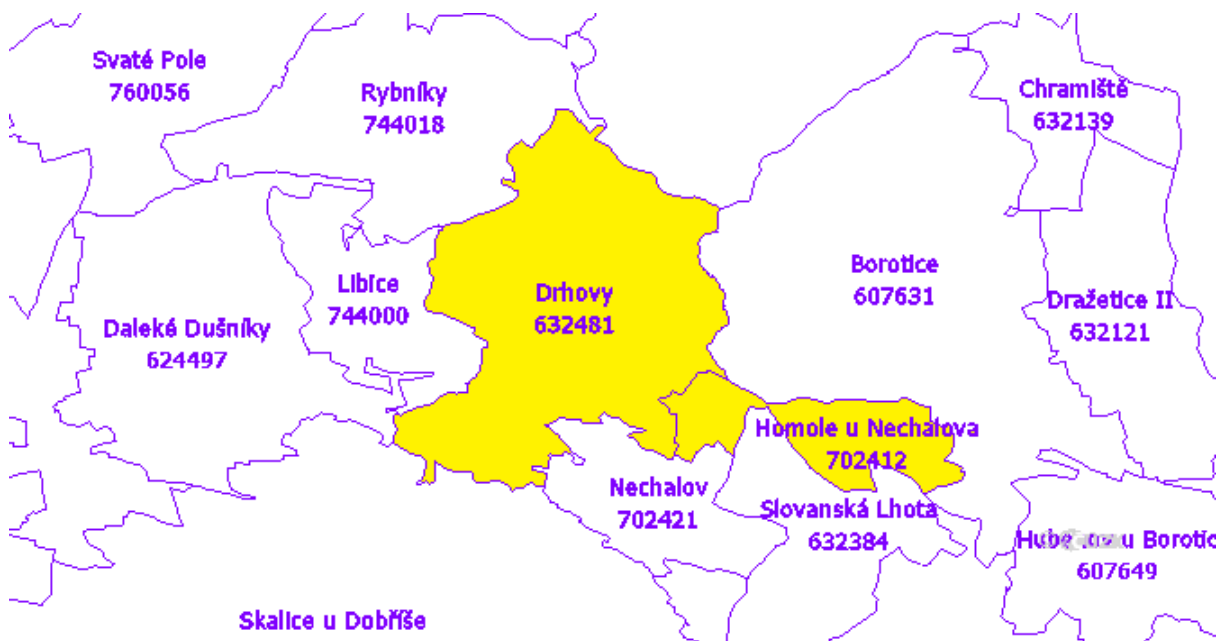 Svaté Pole
760056
Rybníky
744018
Chramiště
632139
Borotice
607631
Libice
744000
Drhovy
632481
Dražetice II
632121
Daleké Dušníky
624497
Homole u Nechalova
702412
Nechalov
702421
Slovanská Lhota
632384
u Borotic
607649
Skalice u Dobříše